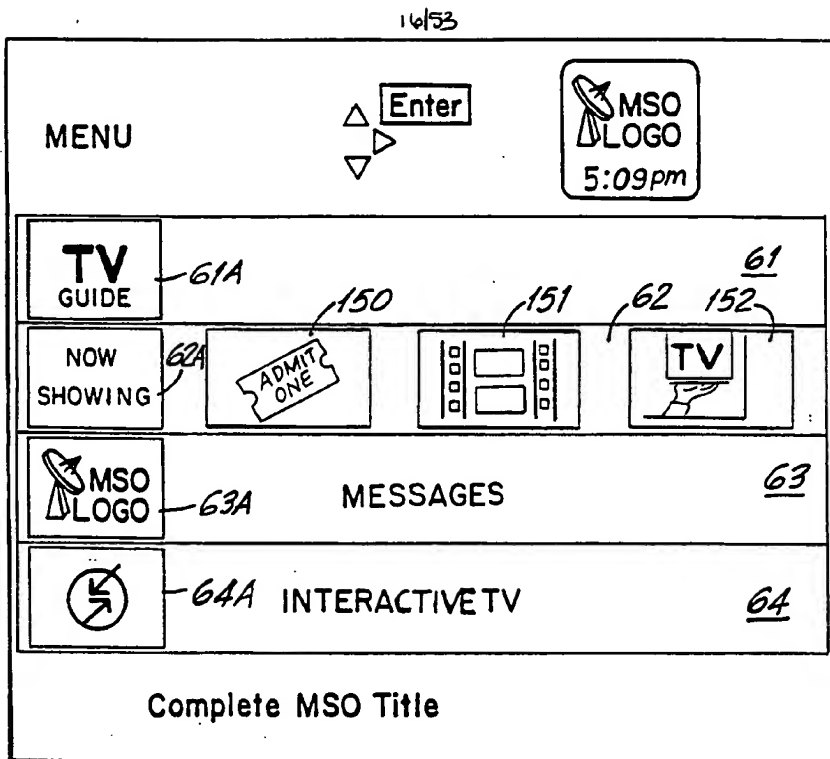 16/53
MENU
Enter
MSO
LOGO
5:09pm
TV
GUIDE
61A
61
150
151
62
152
NOW
SHOWING
62A
ADMIT
ONE
TV
MSO
LOGO
63A
MESSAGES
63
64A
INTERACTIVE TV
64
Complete MSO Title